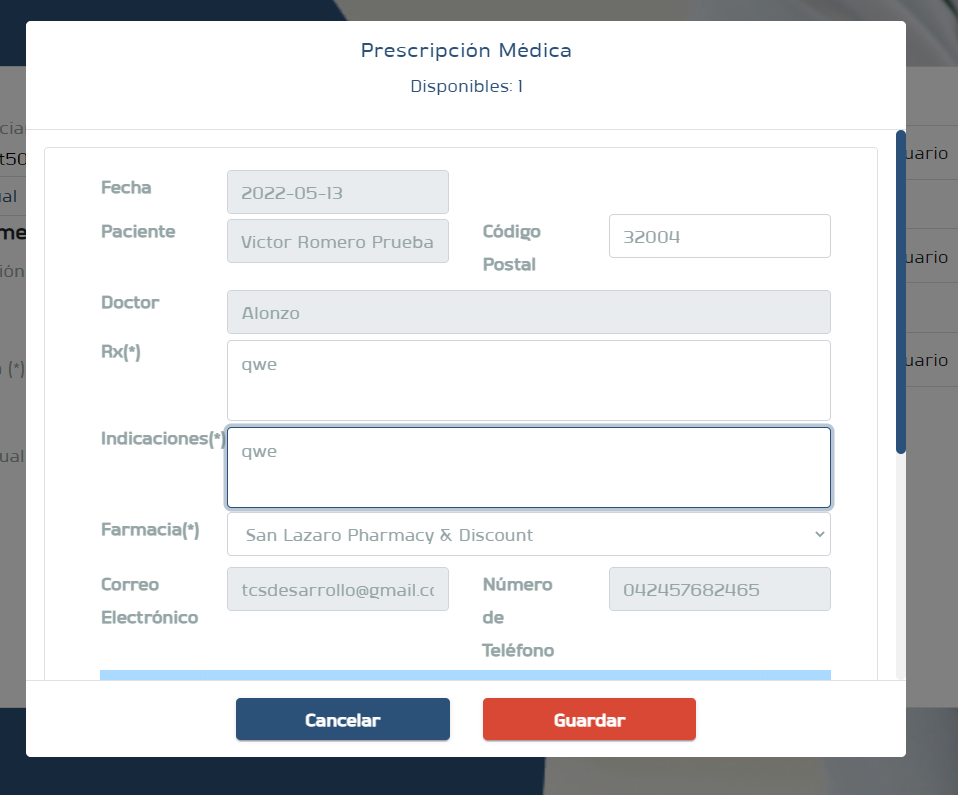 Prescripción Médica
Disponibles: 1
Fecha
2022-05-13
Paciente
Victor Romero Prueba
Código
Postal
32004
Doctor
Alonzo
Rx(*)
qwe
Indicaciones(*)
qwe
Farmacia(*)
San Lazaro Pharmacy & Discount
Correo
Electrónico
tcsdesarrollo@gmail.cc
Número
de
Teléfono
042457682465
Cancelar
Guardar